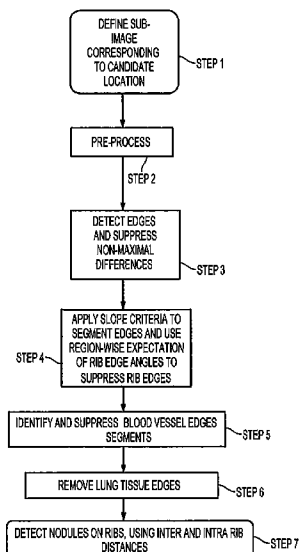 DEFINE SUB-
IMAGE
CORRESPONDING
TO CANDIDATE
LOCATION
STEP 1
PRE-PROCESS
STEP 2
DETECT EDGES
AND SUPPRESS
NON-MAXIMAL
DIFFERENCES
STEP 3
APPLY SLOPE CRITERIA TO
SEGMENT EDGES AND USE
REGION-WISE EXPECTATION
OF RIB EDGE ANGLES TO
SUPPRESS RIB EDGES
STEP 4
IDENTIFY AND SUPPRESS BLOOD VESSEL EDGES
SEGMENTS
STEP 5
REMOVE LUNG TISSUE EDGES
STEP 6
DETECT NODULES ON RIBS, USING INTER AND INTRA RIB
DISTANCES
STEP 7